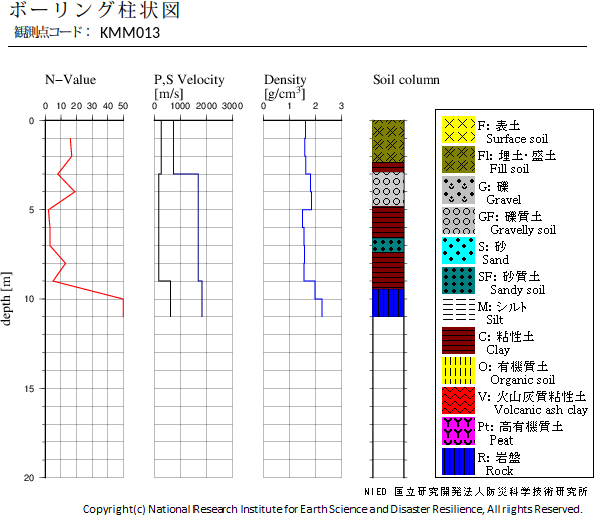 ボーリング柱状図
観測点コード： KMM013
N−Value P,S Velocity Density Soil column
[m/s] [g/cm³]
0 10 20 30 40 50 0 1000 2000 3000 0 1 2 3
0
5
10
15
20
depth [m]
F: 表土
Surface soil
Fl: 埋土・盛土
Fill soil
G: 礫
Gravel
GF: 礫質土
Gravelly soil
S: 砂
Sand
SF: 砂質土
Sandy soil
M: シルト
Silt
C: 粘性土
Clay
O: 有機質土
Organic soil
V: 火山灰質粘性土
Volcanic ash clay
Pt: 高有機質土
Peat
R: 岩盤
Rock
NIED 国立研究開発法人防災科学技術研究所
Copyright(c) National Research Institute for Earth Science and Disaster Resilience, All rights Reserved.